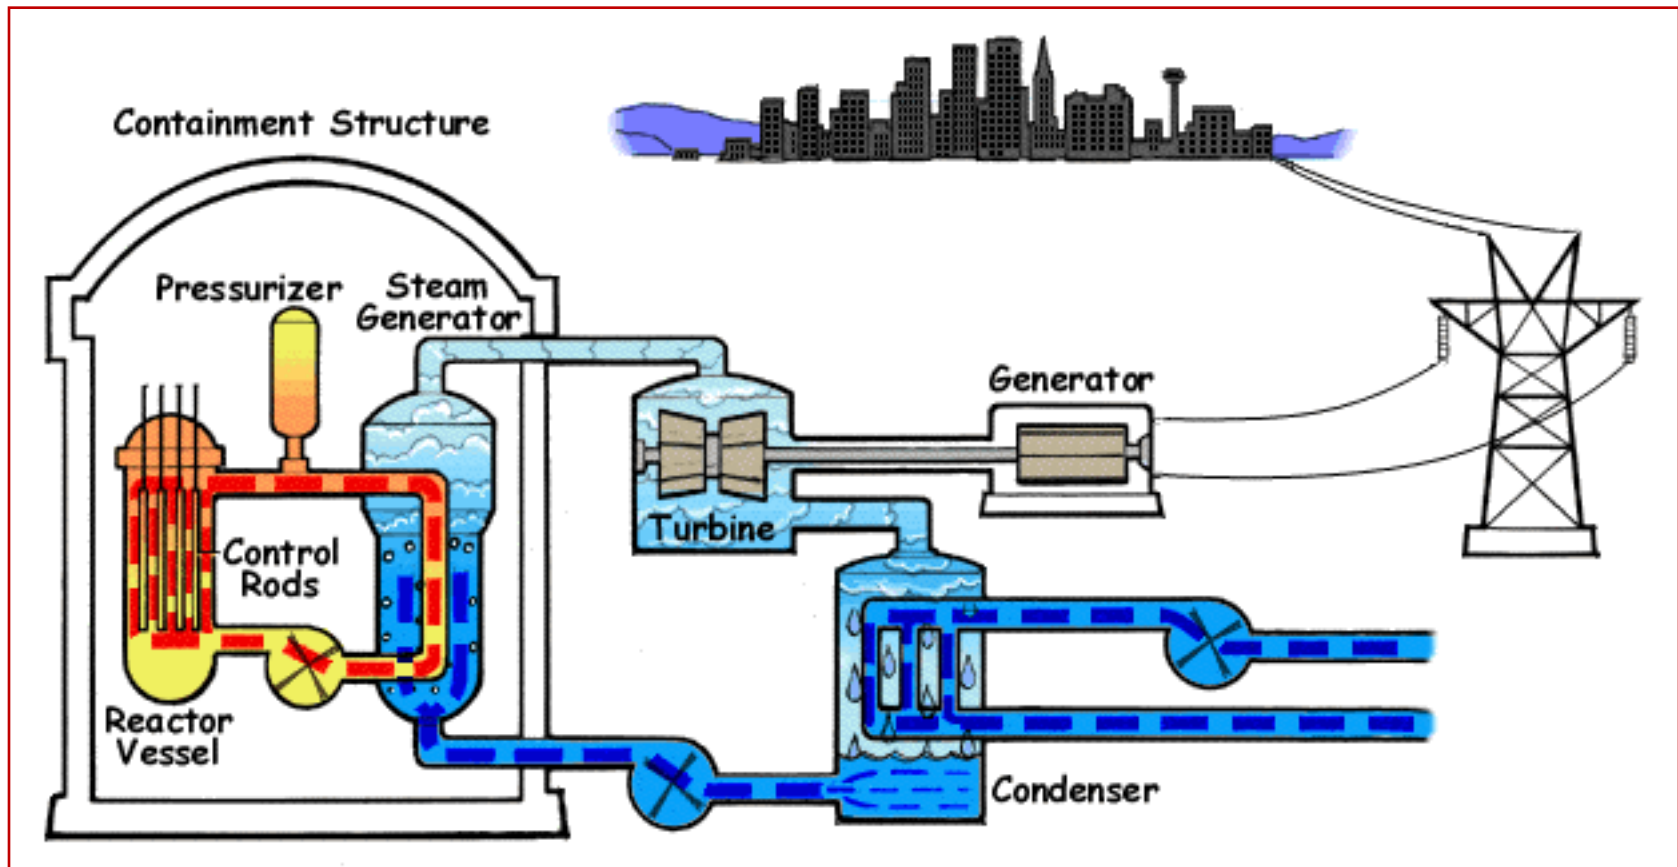 Containment Structure
Pressurizer
Steam
Generator
Generator
Control
Rods
Turbine
Reactor
Vessel
Condenser